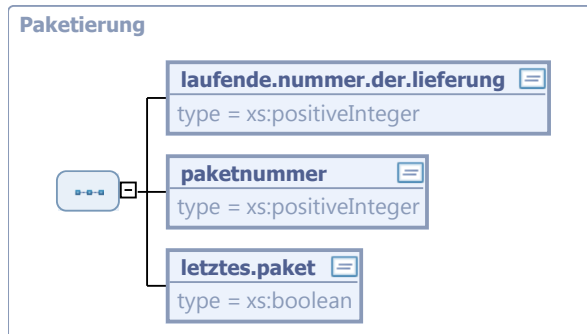 Paketierung
laufende.nummer.der.lieferung
type = xs:positiveInteger
paketnummer
type = xs:positiveInteger
letztes.paket
type = xs:boolean